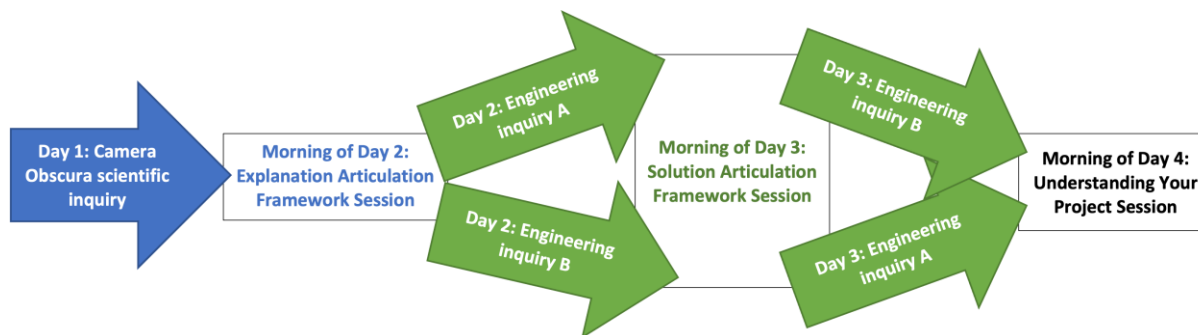 Day 1: Camera
Obscura scientific
inquiry
Morning of Day 2:
Explanation Articulation
Framework Session
Day 2: Engineering
inquiry A
Day 2: Engineering
inquiry B
Morning of Day 3:
Solution Articulation
Framework Session
Day 3: Engineering
inquiry B
Day 3: Engineering
inquiry A
Morning of Day 4:
Understanding Your
Project Session